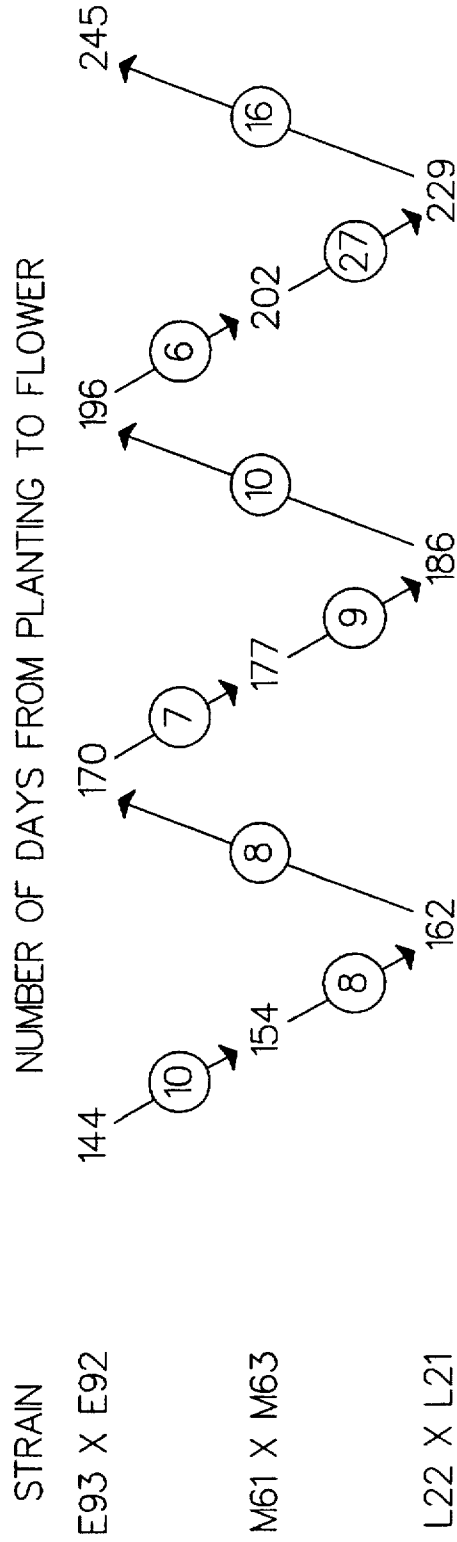 NUMBER OF DAYS FROM PLANTING TO FLOWER
STRAIN
E93 X E92 144 170 196 245
10 7 6
8 10 16
M61 X M63 154 177 202
8 9 27
L22 X L21 162 186 229